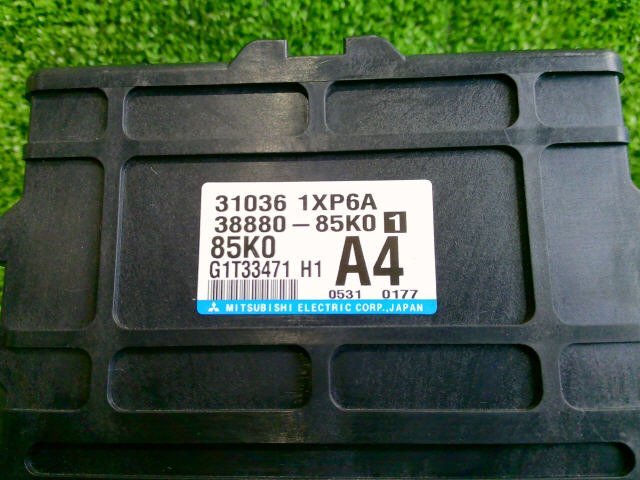 31036 1XP6A
38880-85K0 1
85K0
G1T33471 H1 A4
0531 0177
MITSUBISHI ELECTRIC CORP.,JAPAN